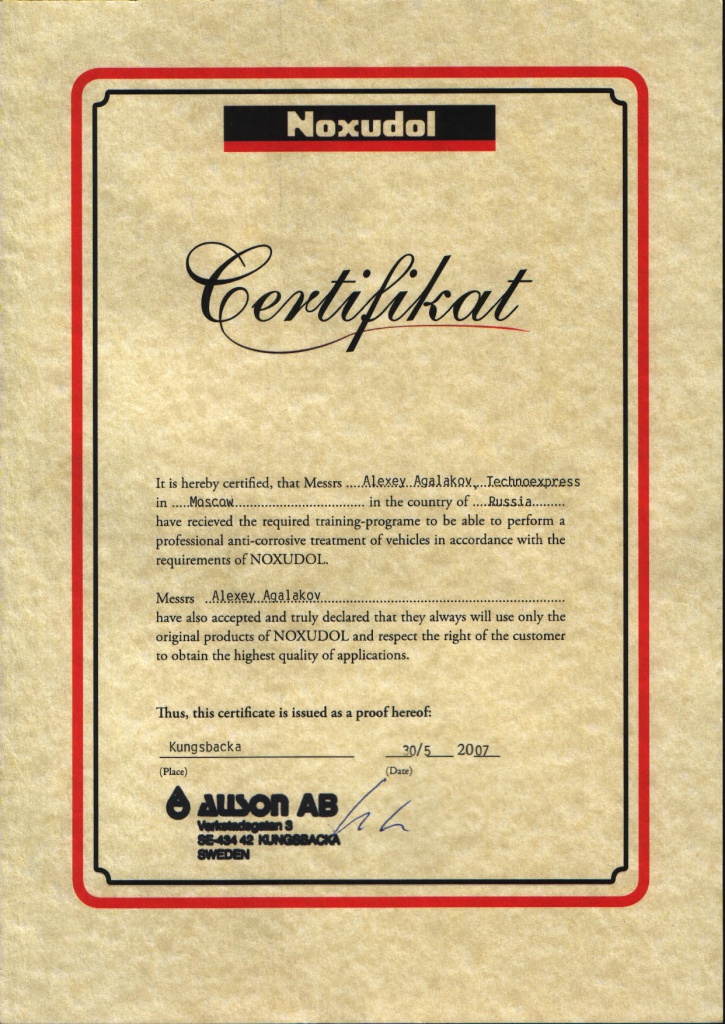 Noxudol
Certifikat
It is hereby certified, that Messrs ....Alexey Agalakov, Technoexpress
in .....Moscow................................. in the country of ....Russia.........
have recieved the required training-programe to be able to perform a
professional anti-corrosive treatment of vehicles in accordance with the
requirements of NOXUDOL.
Messrs ..Alexey Agalakov..............................................................
have also accepted and truly declared that they always will use only the
original products of NOXUDOL and respect the right of the customer
to obtain the highest quality of applications.
Thus, this certificate is issued as a proof hereof:
Kungsbacka 30/5 2007
(Place) (Date)
auson AB
Verkstadsgatan 3
SE-434 42 KUNGSBACKA
SWEDEN